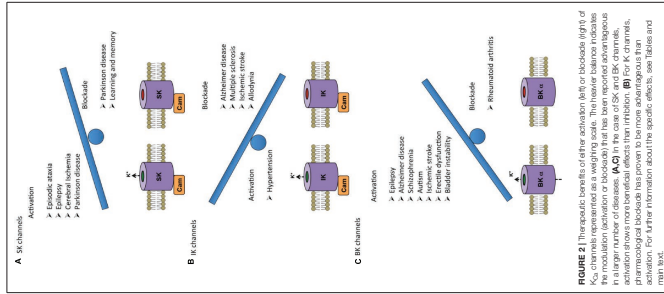 A SK channels
Activation
➢ Episodic ataxia
➢ Epilepsy
➢ Cerebral ischemia
➢ Parkinson disease
Blockade
➢ Parkinson disease
➢ Learning and memory
K⁺
SK
Cam
SK
Cam
B IK channels
Activation
➢ Hypertension
Blockade
➢ Alzheimer disease
➢ Multiple sclerosis
➢ Ischemic stroke
➢ Allodynia
K⁺
IK
Cam
IK
Cam
C BK channels
Activation
➢ Epilepsy
➢ Alzheimer disease
➢ Schizophrenia
➢ Autism
➢ Ischemic stroke
➢ Erectile dysfunction
➢ Bladder instability
Blockade
➢ Rheumatoid arthritis
K⁺
BK α
BK α
FIGURE 2 | Therapeutic benefits of either activation (left) or blockade (right) of
KCa channels represented as a weighing scale. The heavier balance indicates
the modulation (activation or blockade) that has been reported advantageous
in a larger number of diseases. (A,C) In the case of SK and BK channels,
activation shows more beneficial effects than inhibition. (B) For IK channels,
pharmacological blockade has proven to be more advantageous than
activation. For further information about the specific effects, see Tables and
main text.